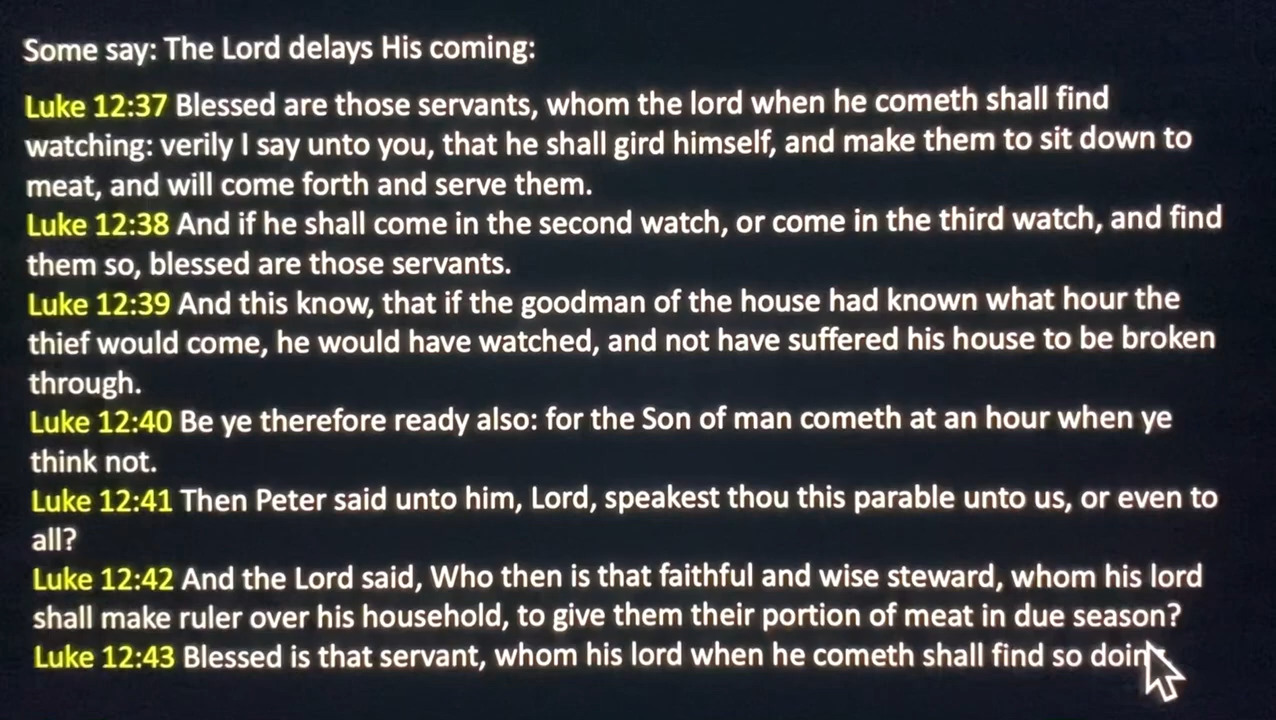 Some say: The Lord delays His coming:
Luke 12:37 Blessed are those servants, whom the lord when he cometh shall find
watching: verily I say unto you, that he shall gird himself, and make them to sit down to
meat, and will come forth and serve them.
Luke 12:38 And if he shall come in the second watch, or come in the third watch, and find
them so, blessed are those servants.
Luke 12:39 And this know, that if the goodman of the house had known what hour the
thief would come, he would have watched, and not have suffered his house to be broken
through.
Luke 12:40 Be ye therefore ready also: for the Son of man cometh at an hour when ye
think not.
Luke 12:41 Then Peter said unto him, Lord, speakest thou this parable unto us, or even to
all?
Luke 12:42 And the Lord said, Who then is that faithful and wise steward, whom his lord
shall make ruler over his household, to give them their portion of meat in due season?
Luke 12:43 Blessed is that servant, whom his lord when he cometh shall find so